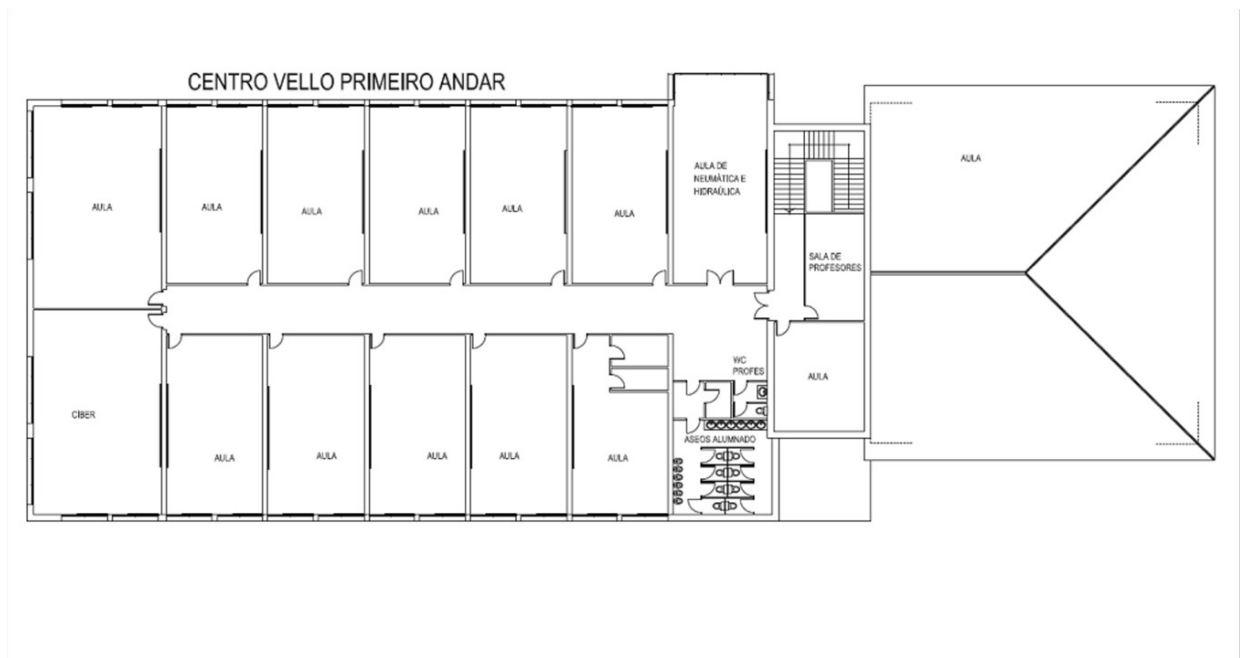 CENTRO VELLO PRIMEIRO ANDAR
AULA
AULA
AULA
AULA
AULA
AULA
AULA DE
NEUMÁTICA E
HIDRAÚLICA
AULA
SALA DE
PROFESORES
WC
PROFES
AULA
CÍBER
ASEOS ALUMNADO
AULA
AULA
AULA
AULA
AULA